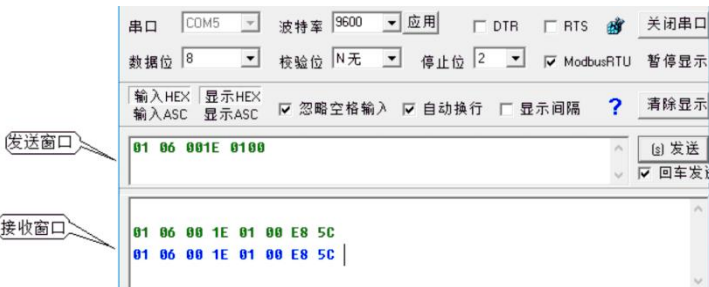 串口 COM5 波特率 9600 应用 DTR RTS 关闭串口
数据位 8 校验位 N无 停止位 2 ModbusRTU 暂停显示
输入HEX 显示HEX
输入ASC 显示ASC 忽略空格输入 自动换行 显示间隔 ? 清除显示
发送窗口
01 06 001E 0100
(s) 发送
回车发送
接收窗口
01 06 00 1E 01 00 E8 5C
01 06 00 1E 01 00 E8 5C